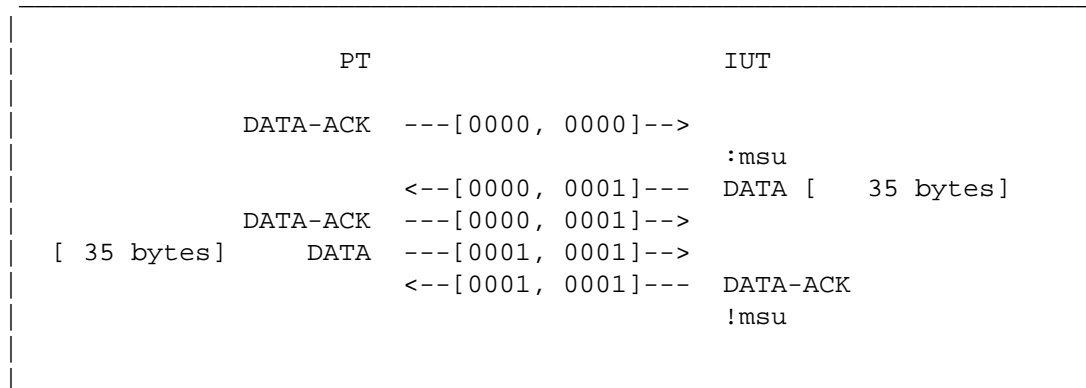 PT IUT
DATA-ACK ---[0000, 0000]-->
:msu
<--[0000, 0001]--- DATA [ 35 bytes]
DATA-ACK ---[0000, 0001]-->
[ 35 bytes] DATA ---[0001, 0001]-->
<--[0001, 0001]--- DATA-ACK
!msu